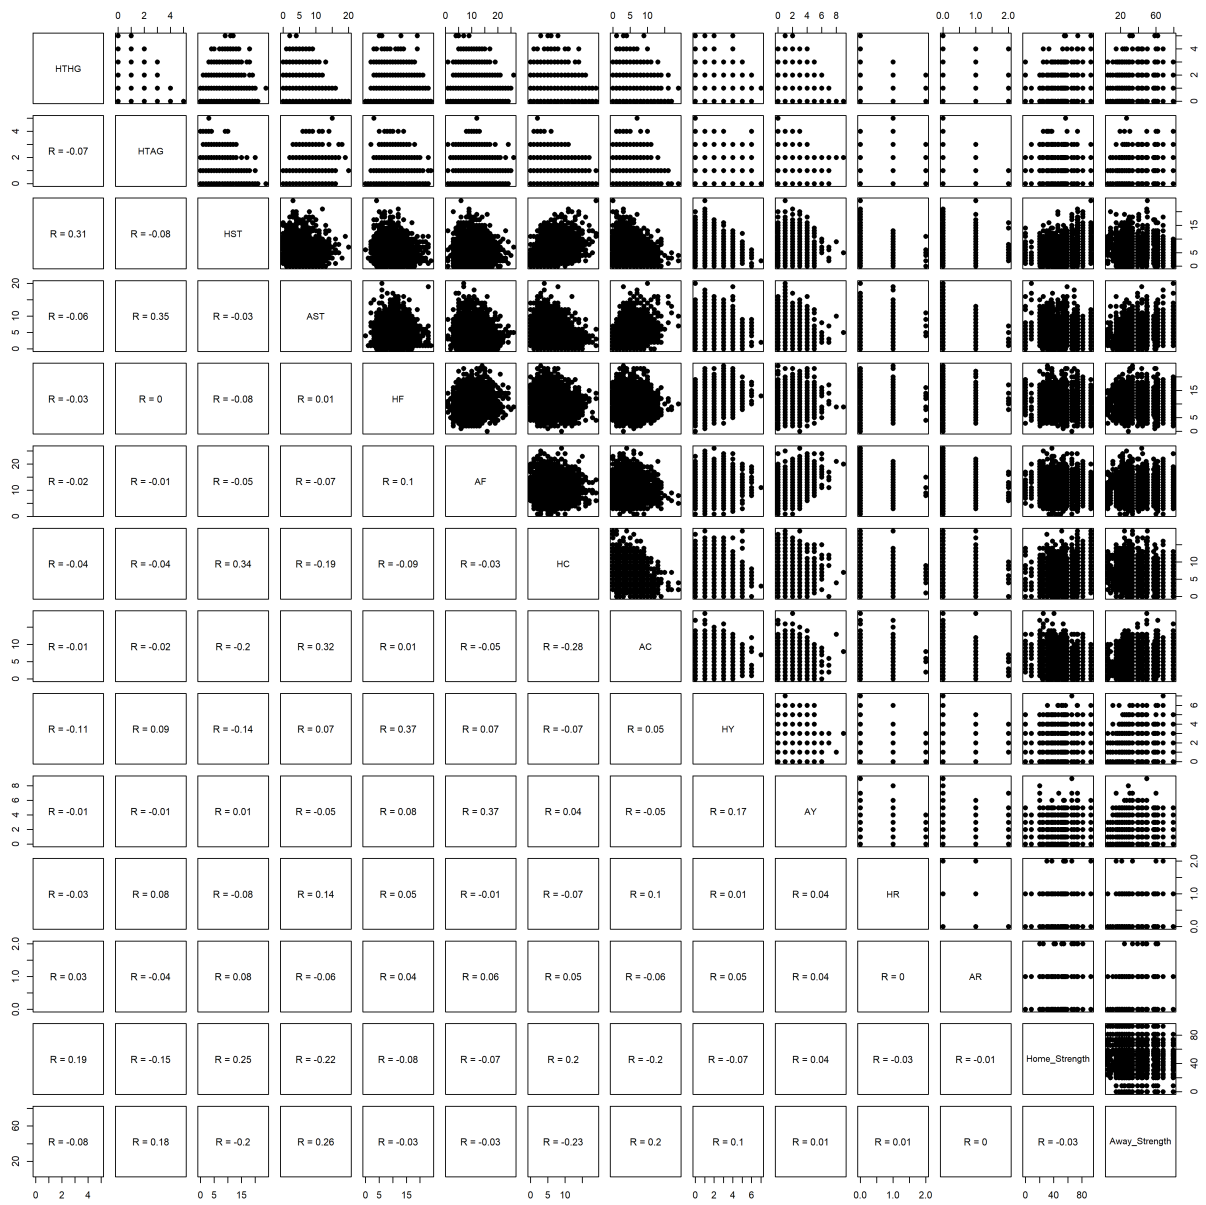 0 5 15 0 10 20 0 5 10 0 2 4 6 8 0.0 1.0 2.0 20 60
HTHG 0 2 4
0 2 4 R = -0.07 HTAG
R = 0.31 R = -0.08 HST 0 5 15
0 5 10 15 20 R = -0.06 R = 0.35 R = -0.03 AST
R = -0.03 R = 0 R = -0.08 R = 0.01 HF 0 5 15
0 10 20 R = -0.02 R = -0.01 R = -0.05 R = -0.07 R = 0.1 AF
R = -0.04 R = -0.04 R = 0.34 R = -0.19 R = -0.09 R = -0.03 HC 0 5 10
0 5 10 R = -0.01 R = -0.02 R = -0.2 R = 0.32 R = 0.01 R = -0.05 R = -0.28 AC
R = -0.11 R = 0.09 R = -0.14 R = 0.07 R = 0.37 R = 0.07 R = -0.07 R = 0.05 HY 0 2 4 6
0 2 4 6 8 R = -0.01 R = -0.01 R = 0.01 R = -0.05 R = 0.08 R = 0.37 R = 0.04 R = -0.05 R = 0.17 AY
R = -0.03 R = 0.08 R = -0.08 R = 0.14 R = 0.05 R = -0.01 R = -0.07 R = 0.1 R = 0.01 R = 0.04 HR 0.0 1.0 2.0
0.0 1.0 2.0 R = 0.03 R = -0.04 R = 0.08 R = -0.06 R = 0.04 R = 0.06 R = 0.05 R = -0.06 R = 0.05 R = 0.04 R = 0 AR
R = 0.19 R = -0.15 R = 0.25 R = -0.22 R = -0.08 R = -0.07 R = 0.2 R = -0.2 R = -0.07 R = 0.04 R = -0.03 R = -0.01 Home_Strength 0 40 80
20 60 R = -0.08 R = 0.18 R = -0.2 R = 0.26 R = -0.03 R = -0.03 R = -0.23 R = 0.2 R = 0.1 R = 0.01 R = 0.01 R = 0 R = -0.03 Away_Strength
0 1 2 3 4 5 0 5 15 0 5 15 0 5 10 0 2 4 6 0.0 1.0 2.0 0 40 80